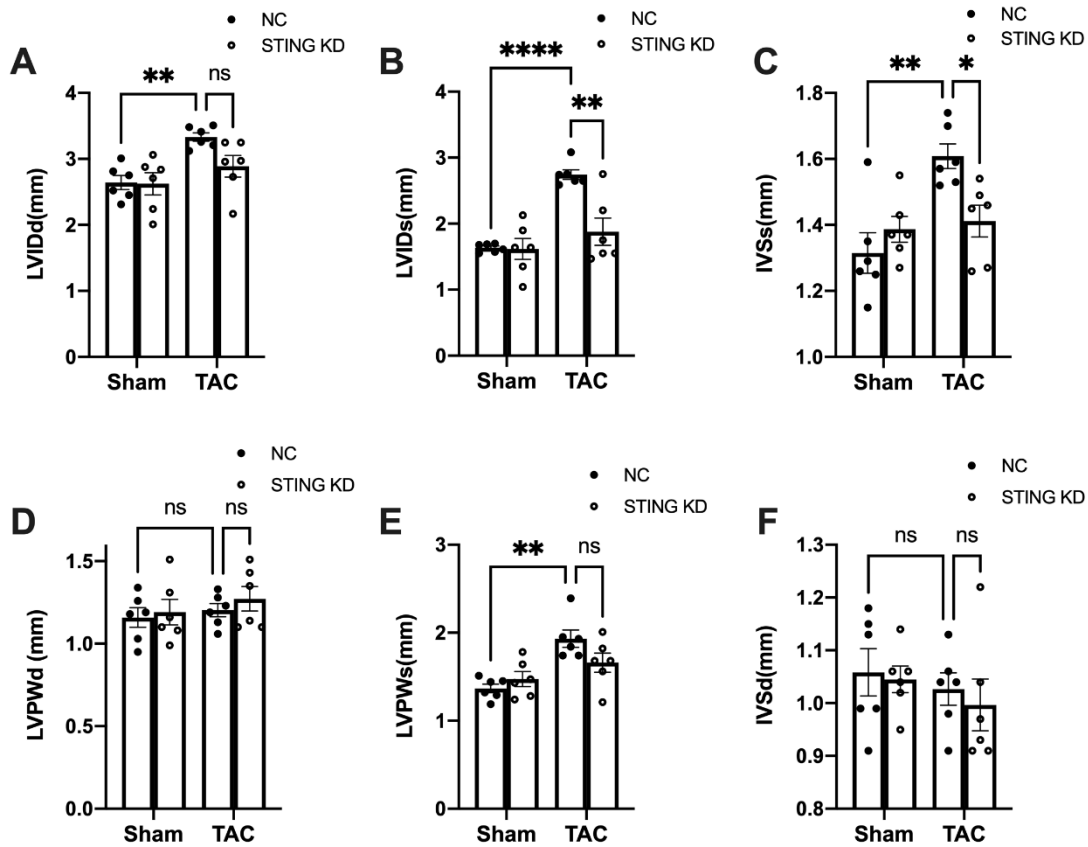 NC
STING KD
A
**
ns
LVIDd(mm)
4
3
2
1
0
Sham TAC
NC
STING KD
B
****
**
LVIDs(mm)
4
3
2
1
0
Sham TAC
NC
STING KD
C
**
*
IVSs(mm)
1.8
1.6
1.4
1.2
1.0
Sham TAC
NC
STING KD
D
ns
ns
LVPWd (mm)
1.5
1.0
0.5
0.0
Sham TAC
NC
STING KD
E
**
ns
LVPWs(mm)
3
2
1
0
Sham TAC
NC
STING KD
F
ns
ns
IVSd(mm)
1.3
1.2
1.1
1.0
0.9
0.8
Sham TAC